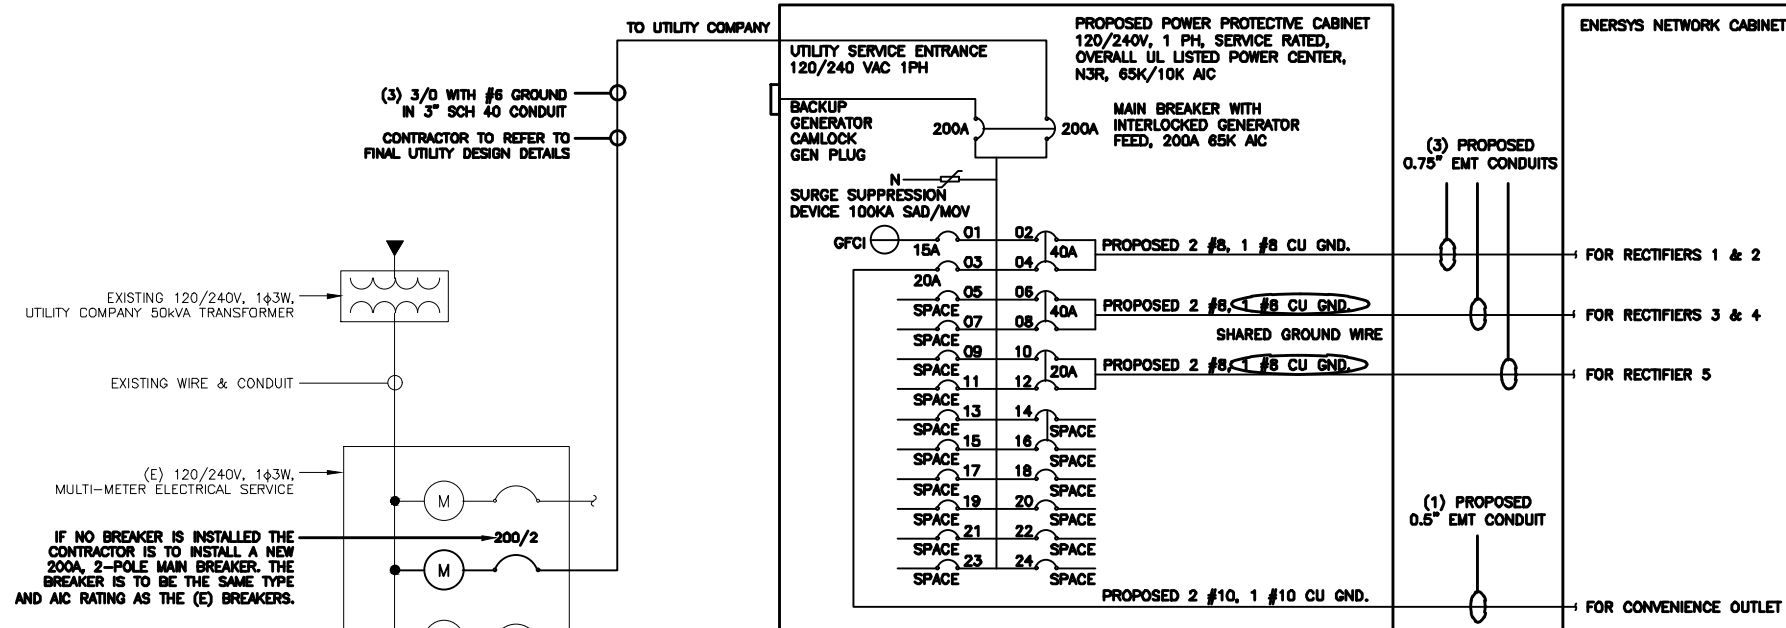 TO UTILITY COMPANY
(3) 3/0 WITH #6 GROUND
IN 3" SCH 40 CONDUIT
CONTRACTOR TO REFER TO
FINAL UTILITY DESIGN DETAILS
EXISTING 120/240V, 1ϕ3W,
UTILITY COMPANY 50kVA TRANSFORMER
EXISTING WIRE & CONDUIT
(E) 120/240V, 1ϕ3W,
MULTI-METER ELECTRICAL SERVICE
M
IF NO BREAKER IS INSTALLED THE
CONTRACTOR IS TO INSTALL A NEW
200A, 2-POLE MAIN BREAKER. THE
BREAKER IS TO BE THE SAME TYPE
AND AIC RATING AS THE (E) BREAKERS.
200/2
M
UTILITY SERVICE ENTRANCE
120/240 VAC 1PH
PROPOSED POWER PROTECTIVE CABINET
120/240V, 1 PH, SERVICE RATED,
OVERALL UL LISTED POWER CENTER,
N3R, 65K/10K AIC
BACKUP
GENERATOR
CAMLOCK
GEN PLUG
200A
200A
MAIN BREAKER WITH
INTERLOCKED GENERATOR
FEED, 200A 65K AIC
N
SURGE SUPPRESSION
DEVICE 100KA SAD/MOV
GFCI
15A
01
02
40A
PROPOSED 2 #8, 1 #8 CU GND.
20A
03
04
SPACE
05
06
40A
PROPOSED 2 #8, 1 #8 CU GND.
SPACE
07
08
SHARED GROUND WIRE
SPACE
09
10
20A
PROPOSED 2 #8, 1 #8 CU GND.
SPACE
11
12
SPACE
13
14
SPACE
SPACE
15
16
SPACE
SPACE
17
18
SPACE
SPACE
19
20
SPACE
SPACE
21
22
SPACE
SPACE
23
24
SPACE
PROPOSED 2 #10, 1 #10 CU GND.
(3) PROPOSED
0.75" EMT CONDUITS
(1) PROPOSED
0.5" EMT CONDUIT
ENERSYS NETWORK CABINET
FOR RECTIFIERS 1 & 2
FOR RECTIFIERS 3 & 4
FOR RECTIFIER 5
FOR CONVENIENCE OUTLET